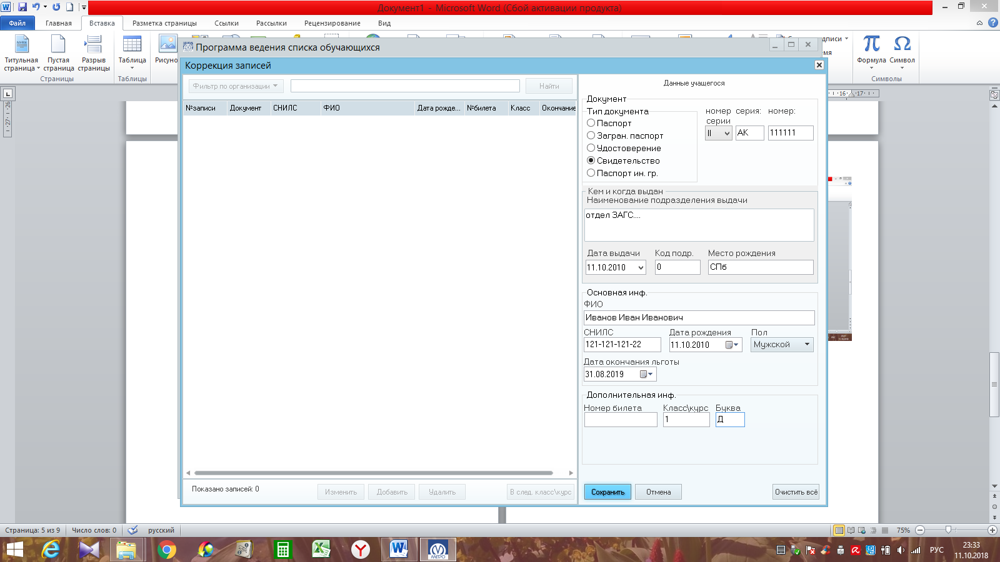 Документ1 - Microsoft Word (Сбой активации продукта)
Файл Главная Вставка Разметка страницы Ссылки Рассылки Рецензирование Вид
Титульная страница
Пустая страница
Разрыв страницы
Таблица
Рисуно
Формула
Символ
Страницы
Таблицы
Символы
Программа ведения списка обучающихся
Коррекция записей
Фильтр по организации
Найти
№записи Документ СНИЛС ФИО Дата рожде... №билета Класс Окончание
Показано записей: 0
Изменить Добавить Удалить В след. класс\курс
Данные учащегося
Документ
Тип документа
Паспорт
Загран. паспорт
Удостоверение
Свидетельство
Паспорт ин. гр.
номер серии
серия:
номер:
II АК 111111
Кем и когда выдан
Наименование подразделения выдачи
отдел ЗАГС....
Дата выдачи Код подр. Место рождения
11.10.2010 0 СПб
Основная инф.
ФИО
Иванов Иван Иванович
СНИЛС Дата рождения Пол
121-121-121-22 11.10.2010 Мужской
Дата окончания льготы
31.08.2019
Дополнительная инф.
Номер билета Класс\курс Буква
1 Д
Сохранить Отмена Очистить всё
Страница: 5 из 9 Число слов: 0 русский
75%
МЕТРО
РУС
23:33
11.10.2018